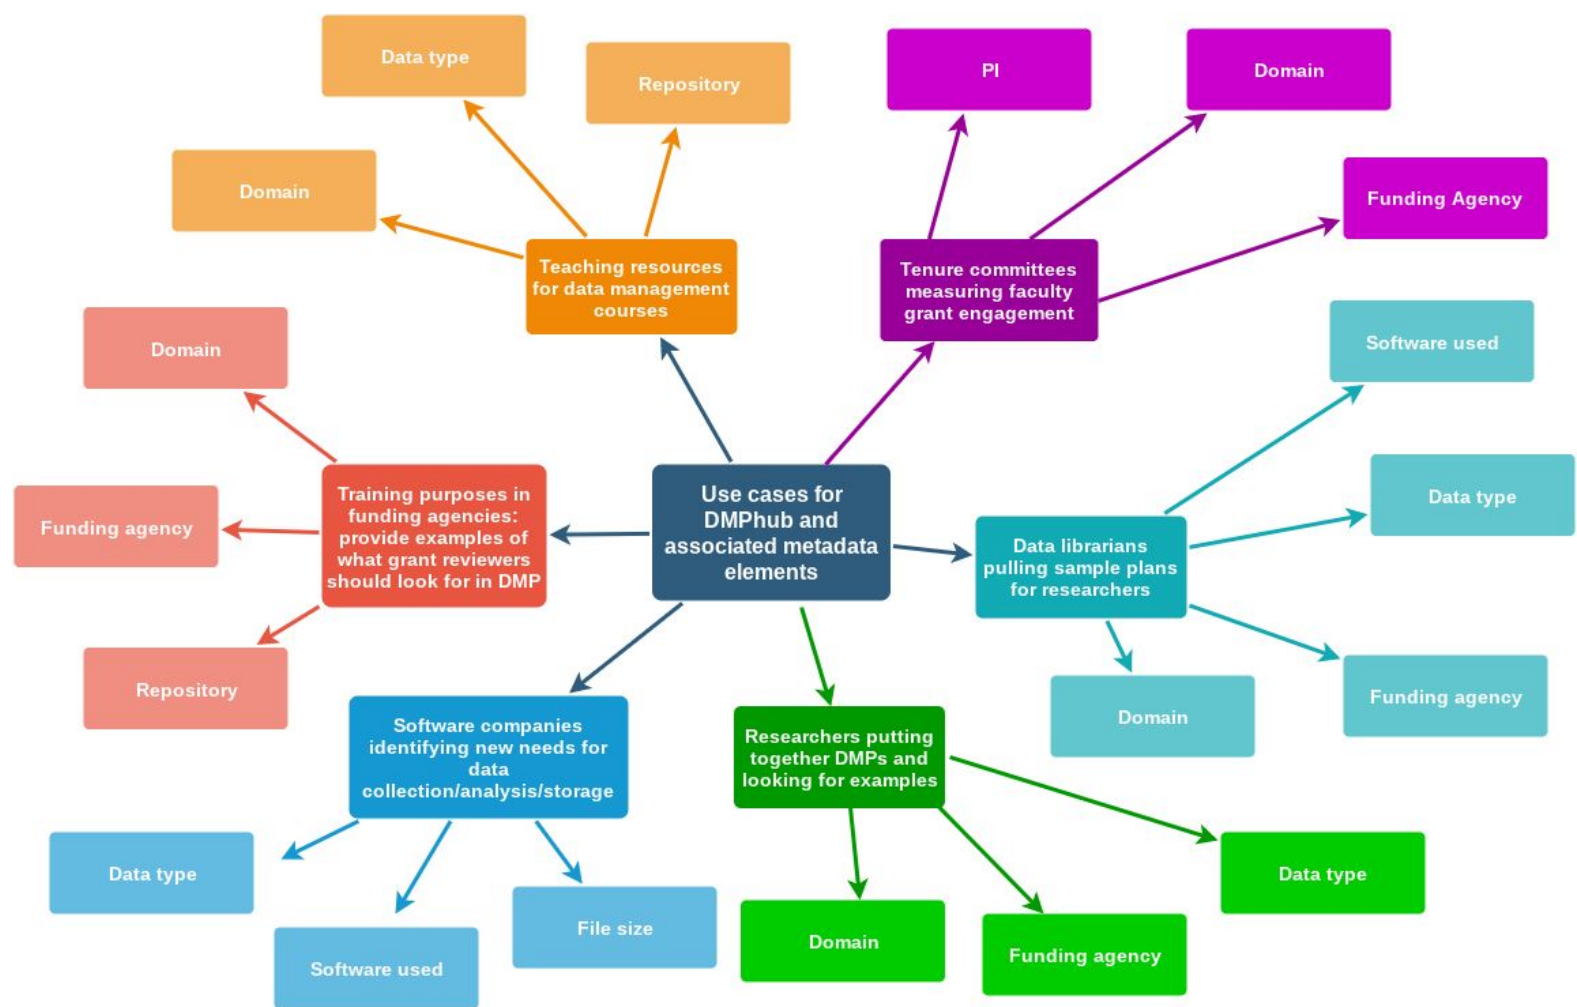 Data type
Repository
Domain
Teaching resources
for data management
courses
PI
Domain
Funding Agency
Tenure committees
measuring faculty
grant engagement
Domain
Funding agency
Repository
Training purposes in
funding agencies:
provide examples of
what grant reviewers
should look for in DMP
Use cases for
DMPhub and
associated metadata
elements
Software used
Data type
Data librarians
pulling sample plans
for researchers
Funding agency
Domain
Software companies
identifying new needs for
data
collection/analysis/storage
Data type
Software used
File size
Researchers putting
together DMPs and
looking for examples
Data type
Domain
Funding agency